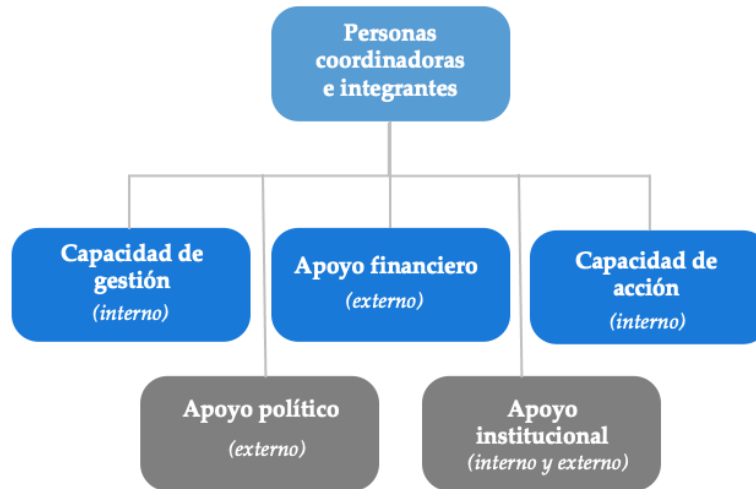 Personas
coordinadoras
e integrantes
Capacidad de
gestión
(interno)
Apoyo financiero
(externo)
Capacidad de
acción
(interno)
Apoyo político
(externo)
Apoyo
institucional
(interno y externo)